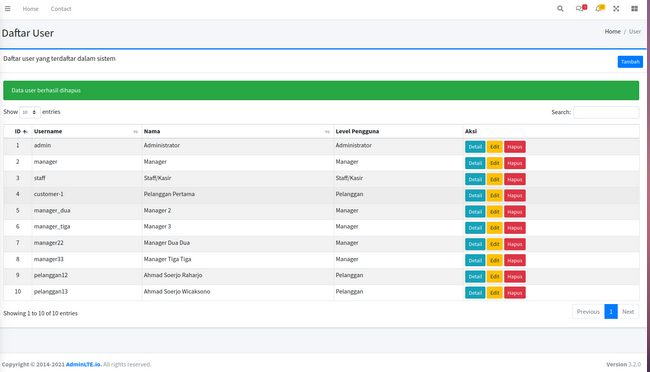 Home Contact
Daftar User
Home / User
Daftar user yang terdaftar dalam sistem
Tambah
Data user berhasil dihapus
Show 10 entries
Search:
ID Username Nama Level Pengguna Aksi
1 admin Administrator Administrator Detail Edit Hapus
2 manager Manager Manager Detail Edit Hapus
3 staff Staff/Kasir Staff/Kasir Detail Edit Hapus
4 customer-1 Pelanggan Pertama Pelanggan Detail Edit Hapus
5 manager_dua Manager 2 Manager Detail Edit Hapus
6 manager_tiga Manager 3 Manager Detail Edit Hapus
7 manager22 Manager Dua Dua Manager Detail Edit Hapus
8 manager33 Manager Tiga Tiga Manager Detail Edit Hapus
9 pelanggan12 Ahmad Soerjo Raharjo Pelanggan Detail Edit Hapus
10 pelanggan13 Ahmad Soerjo Wicaksono Pelanggan Detail Edit Hapus
Showing 1 to 10 of 10 entries
Previous 1 Next
Copyright © 2014-2021 AdminLTE.io. All rights reserved.
Version 3.2.0